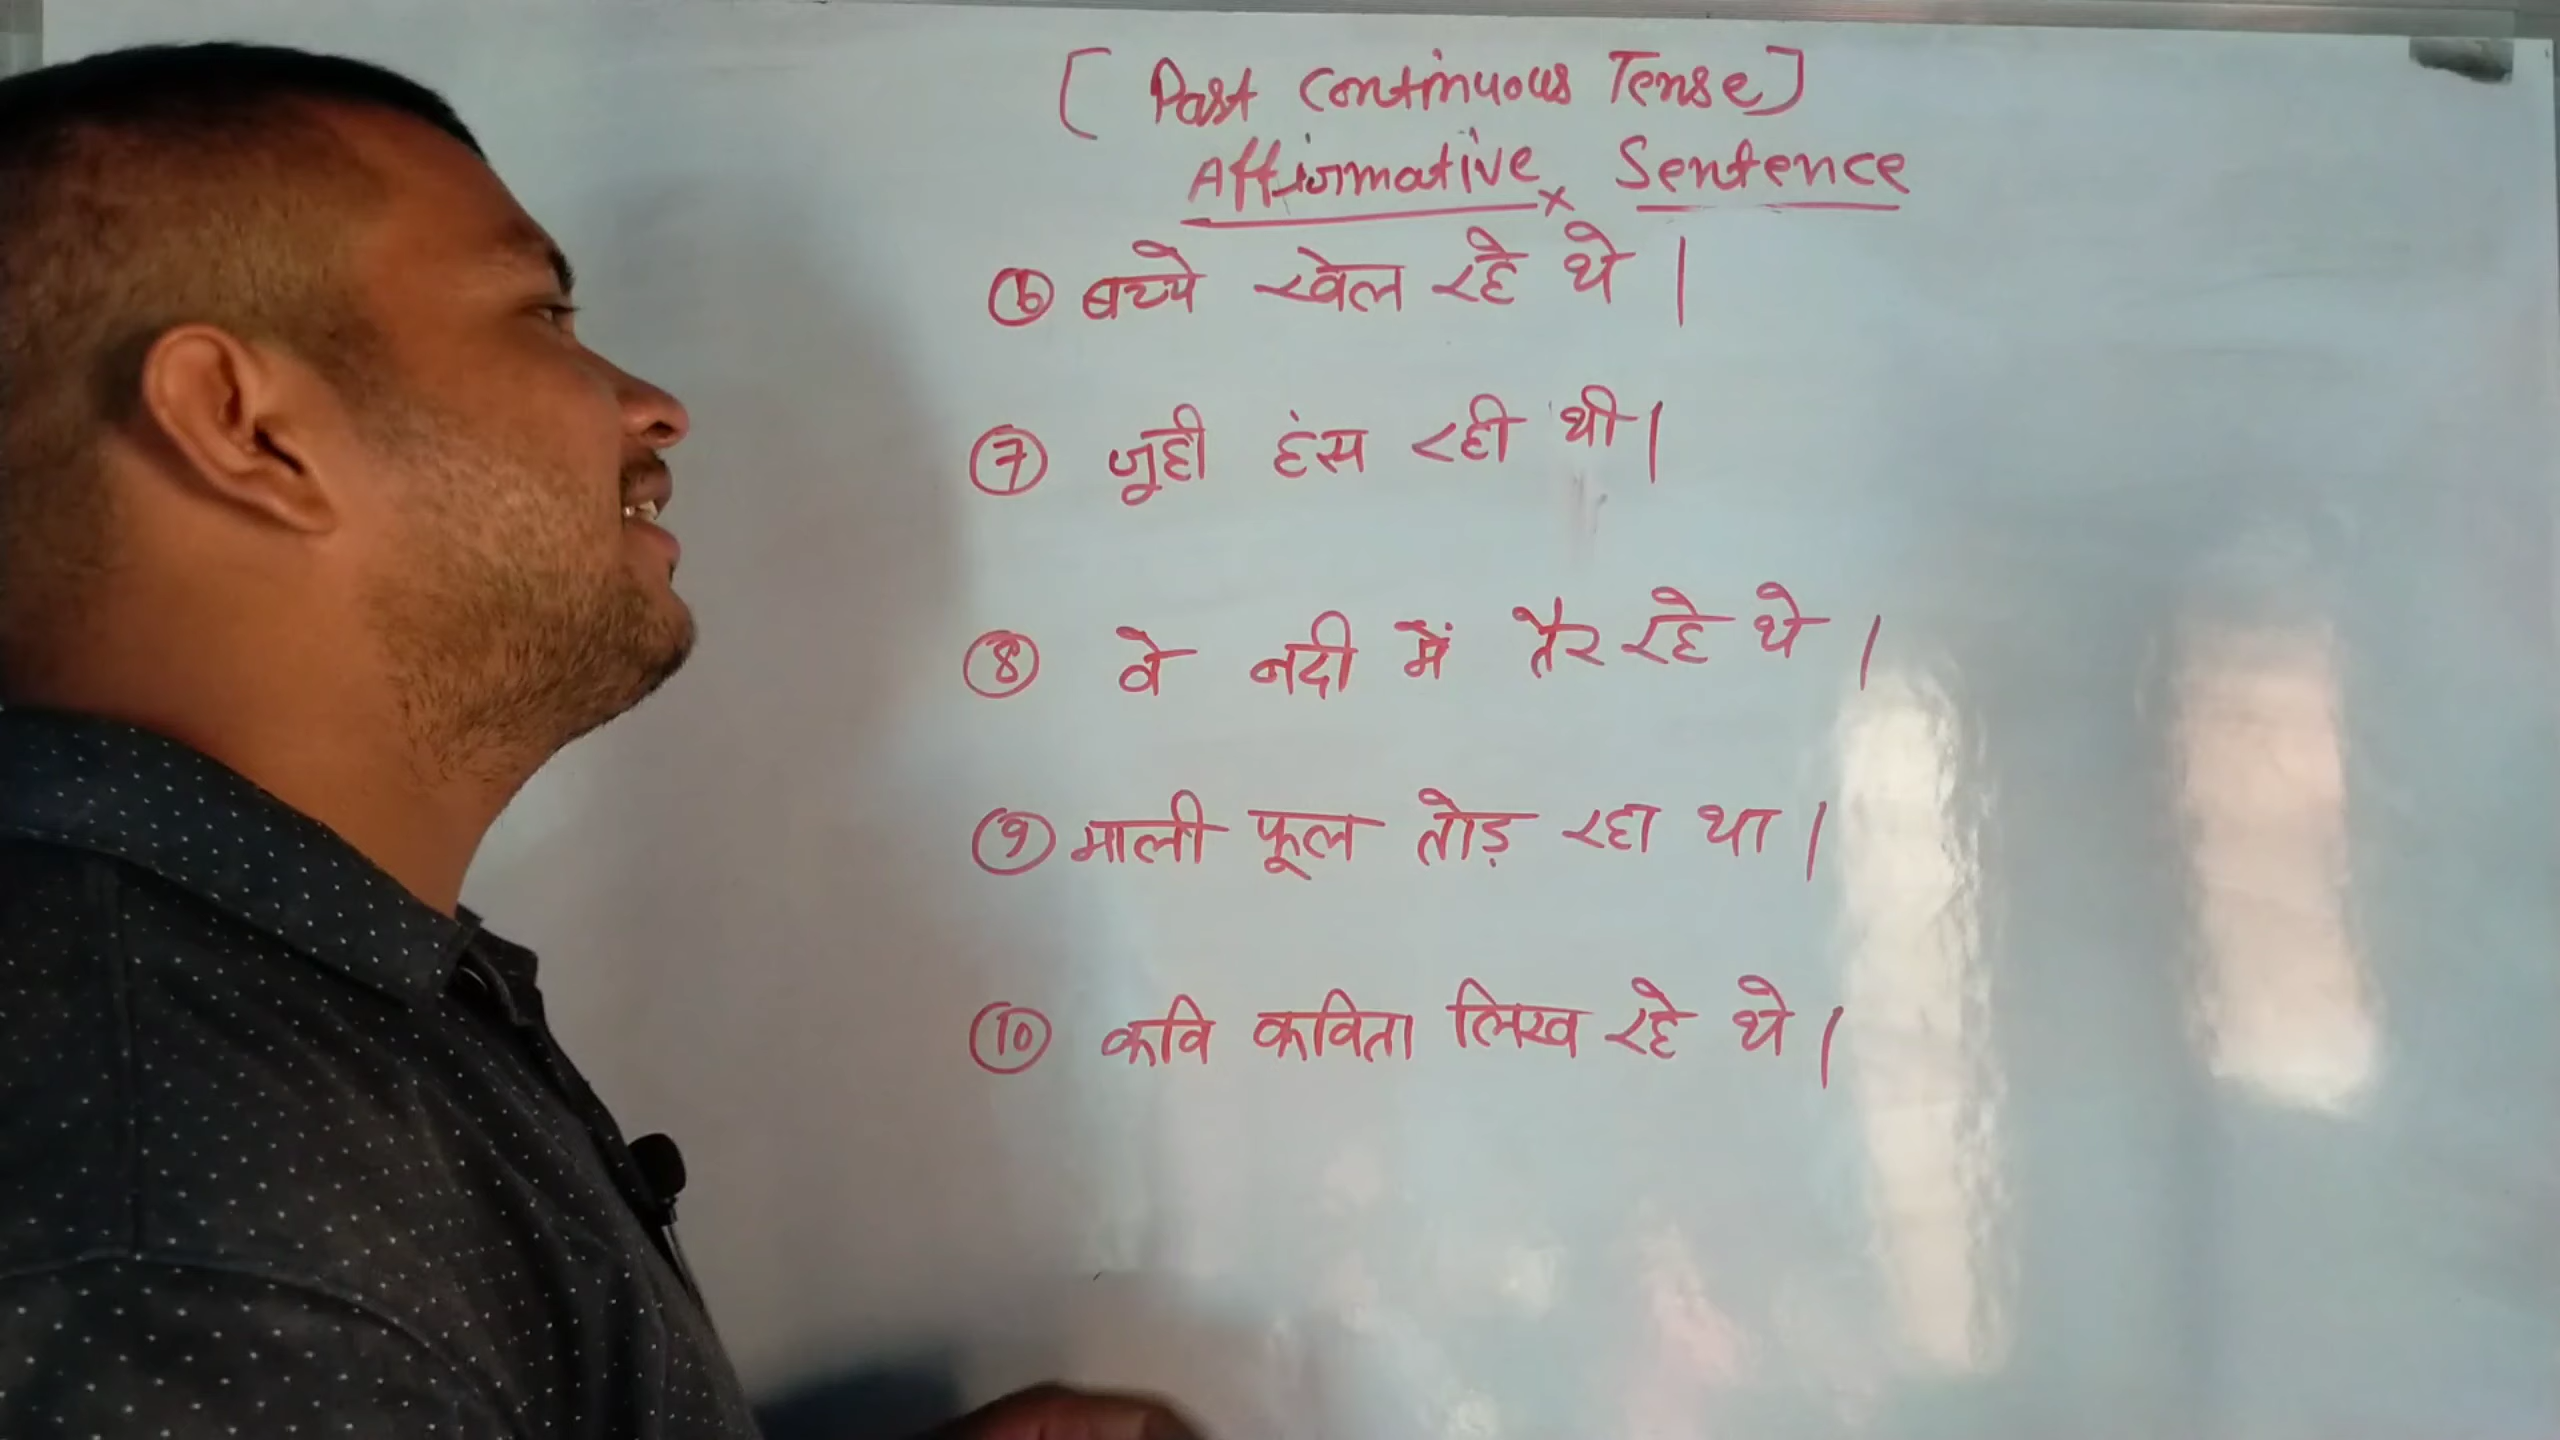 [ Past Continuous Tense ]
Affirmative x Sentence
⑥ बच्चे खेल रहे थे |
⑦ जूही हंस रही थी |
⑧ वे नदी में तैर रहे थे |
⑨ माली फूल तोड़ रहा था |
⑩ कवि कविता लिख रहे थे |